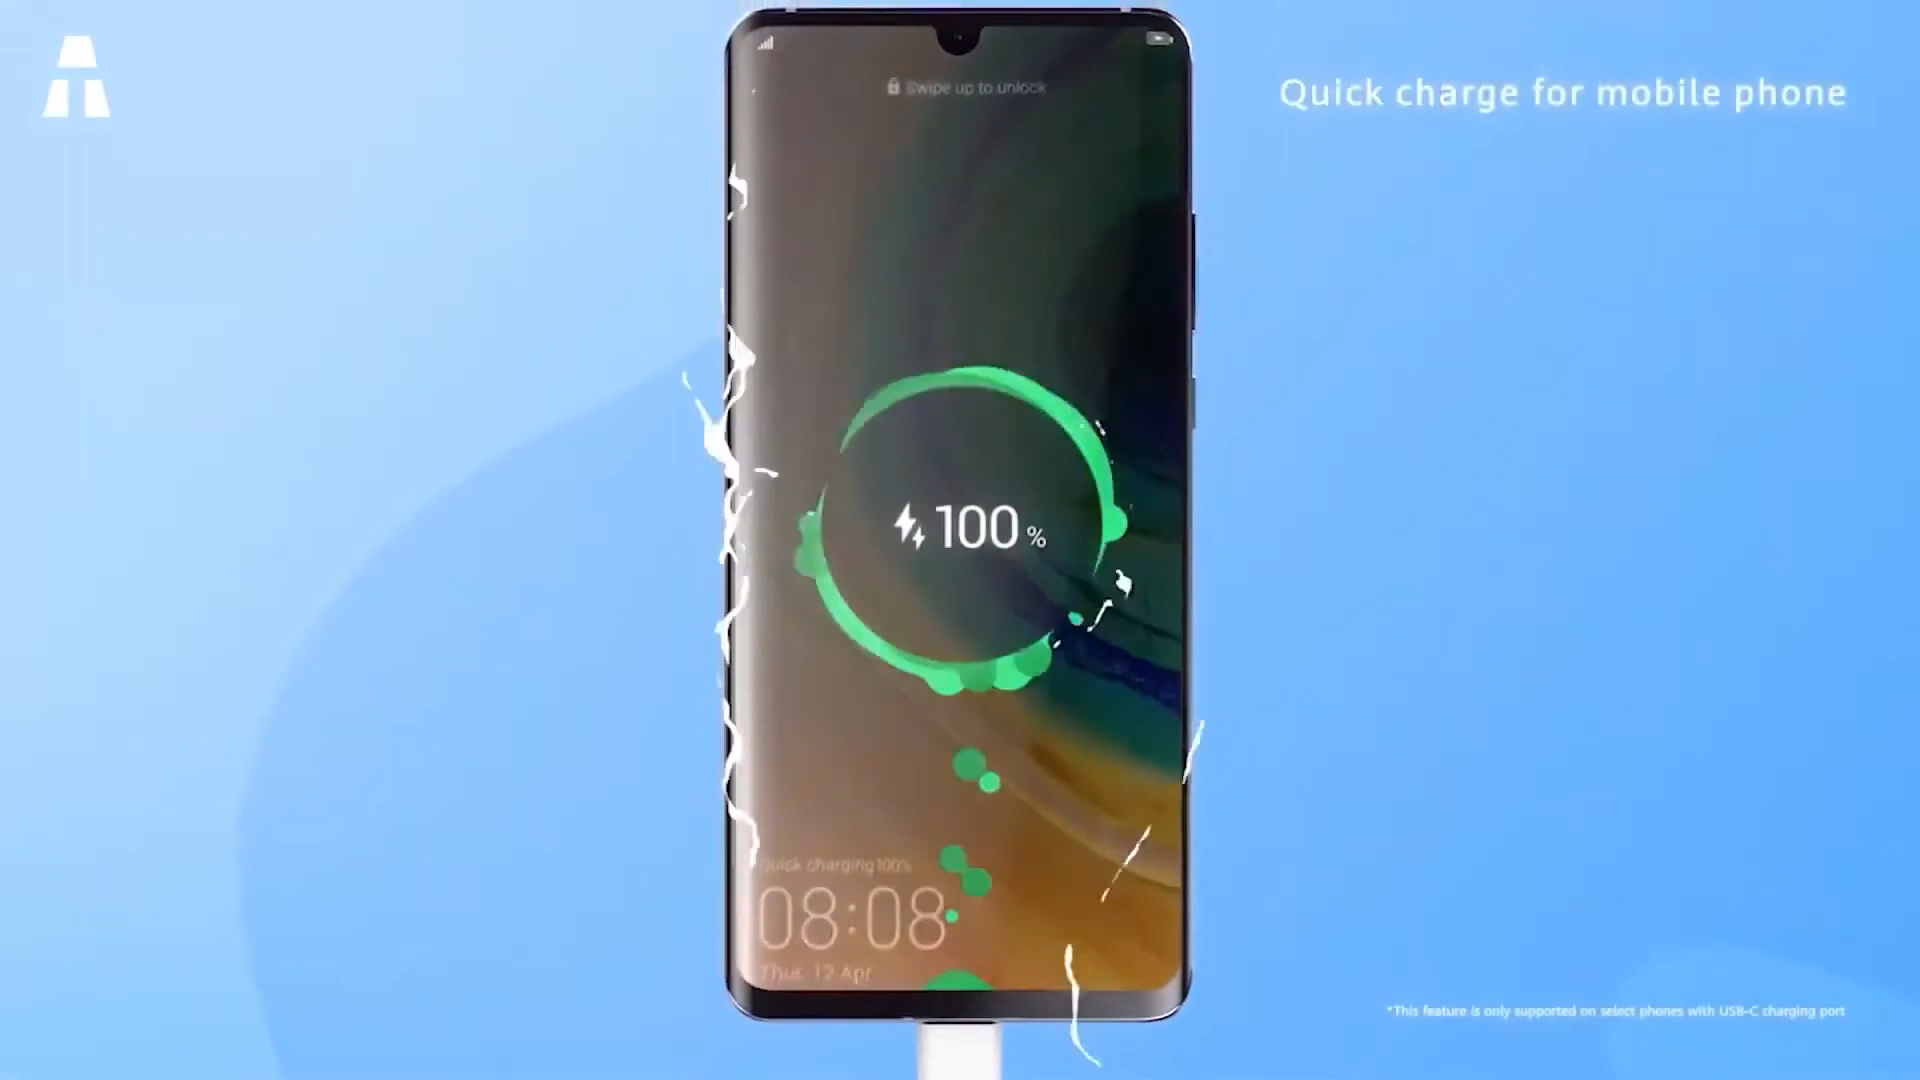 Swipe up to unlock
Quick charge for mobile phone
100 %
Quick charging 100%
08:08
Thur, 12 Apr
*This feature is only supported on select phones with USB-C charging port